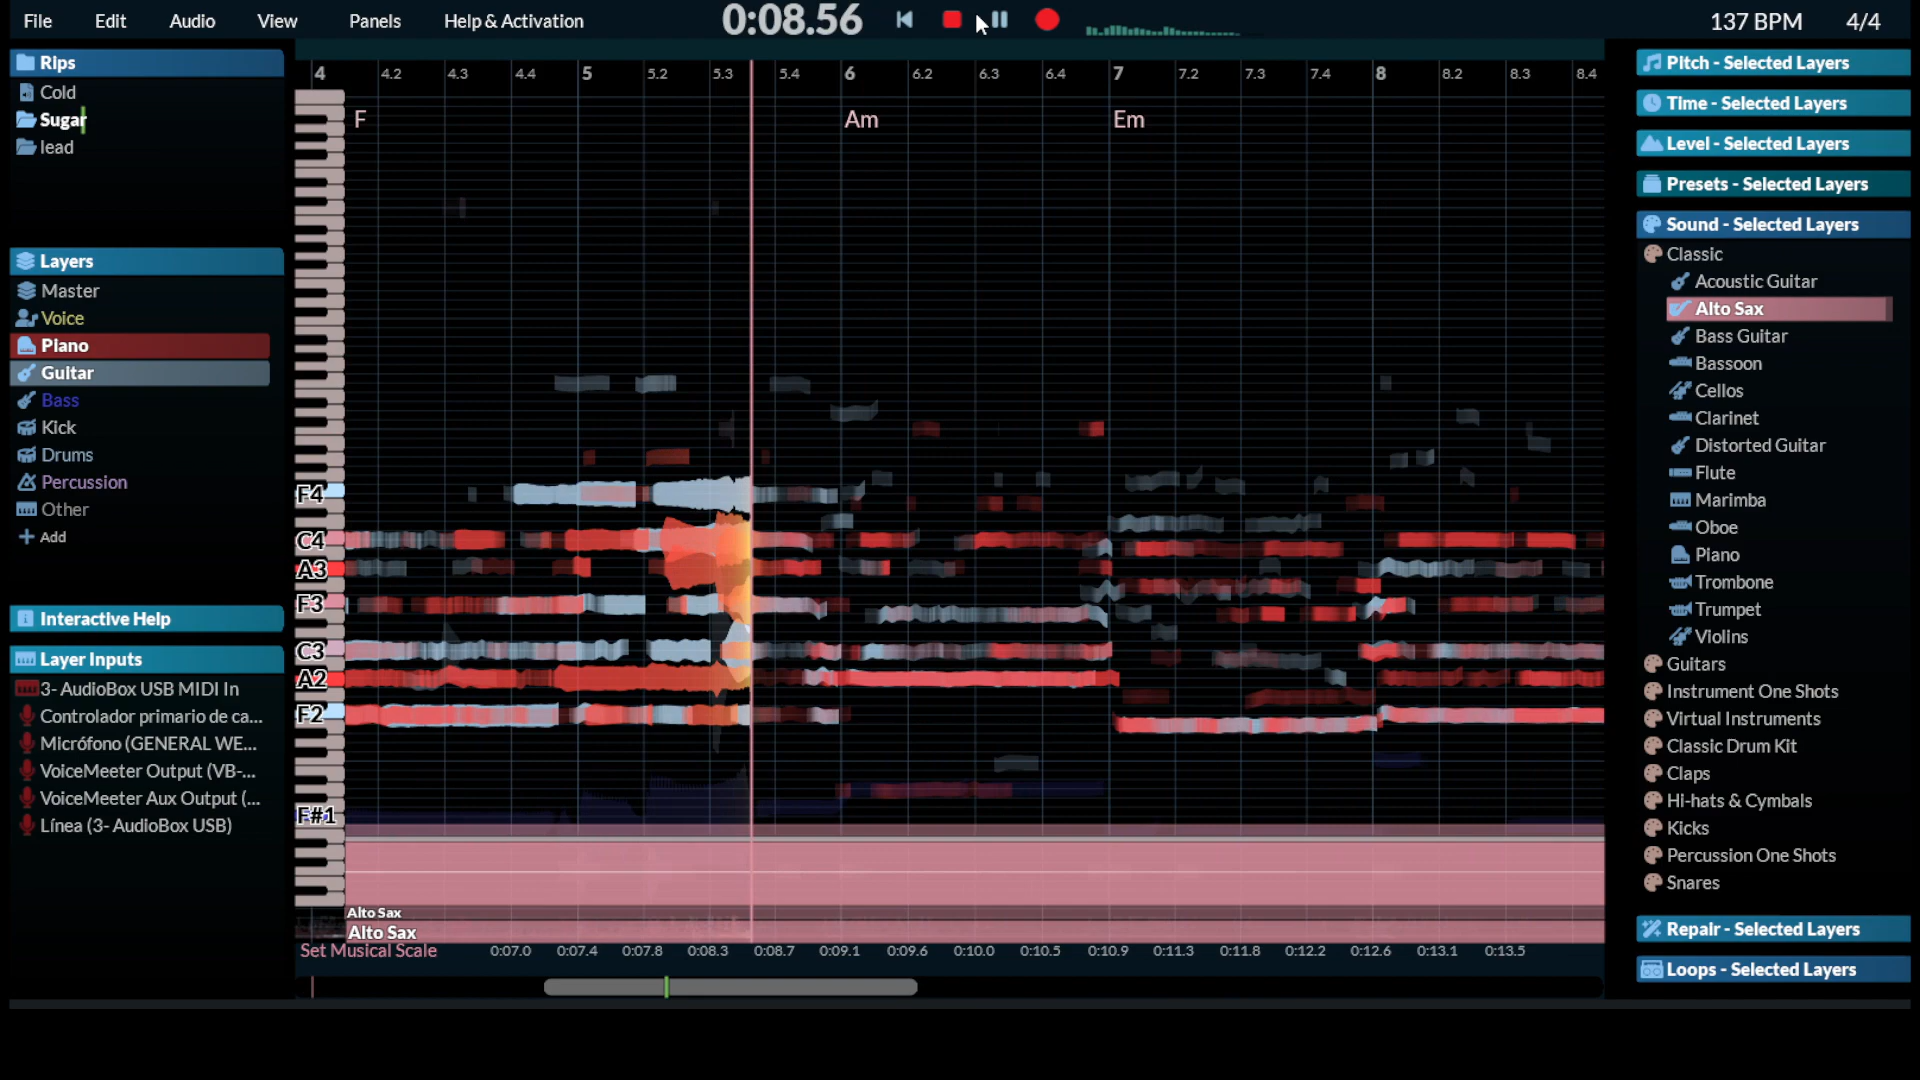 File Edit Audio View Panels Help & Activation 0:08.56 137 BPM 4/4
Rips
Cold
Sugar
lead
Layers
Master
Voice
Piano
Guitar
Bass
Kick
Drums
Percussion
Other
Add
Interactive Help
Layer Inputs
3- AudioBox USB MIDI In
Controlador primario de ca...
Micrófono (GENERAL WE...
VoiceMeeter Output (VB-...
VoiceMeeter Aux Output (...
Línea (3- AudioBox USB)
4 4.2 4.3 4.4 5 5.2 5.3 5.4 6 6.2 6.3 6.4 7 7.2 7.3 7.4 8 8.2 8.3 8.4
F Am Em
F4
C4
A3
F3
C3
A2
F2
F#1
Alto Sax
Alto Sax
Set Musical Scale 0:07.0 0:07.4 0:07.8 0:08.3 0:08.7 0:09.1 0:09.6 0:10.0 0:10.5 0:10.9 0:11.3 0:11.8 0:12.2 0:12.6 0:13.1 0:13.5
Pitch - Selected Layers
Time - Selected Layers
Level - Selected Layers
Presets - Selected Layers
Sound - Selected Layers
Classic
Acoustic Guitar
Alto Sax
Bass Guitar
Bassoon
Cellos
Clarinet
Distorted Guitar
Flute
Marimba
Oboe
Piano
Trombone
Trumpet
Violins
Guitars
Instrument One Shots
Virtual Instruments
Classic Drum Kit
Claps
Hi-hats & Cymbals
Kicks
Percussion One Shots
Snares
Repair - Selected Layers
Loops - Selected Layers